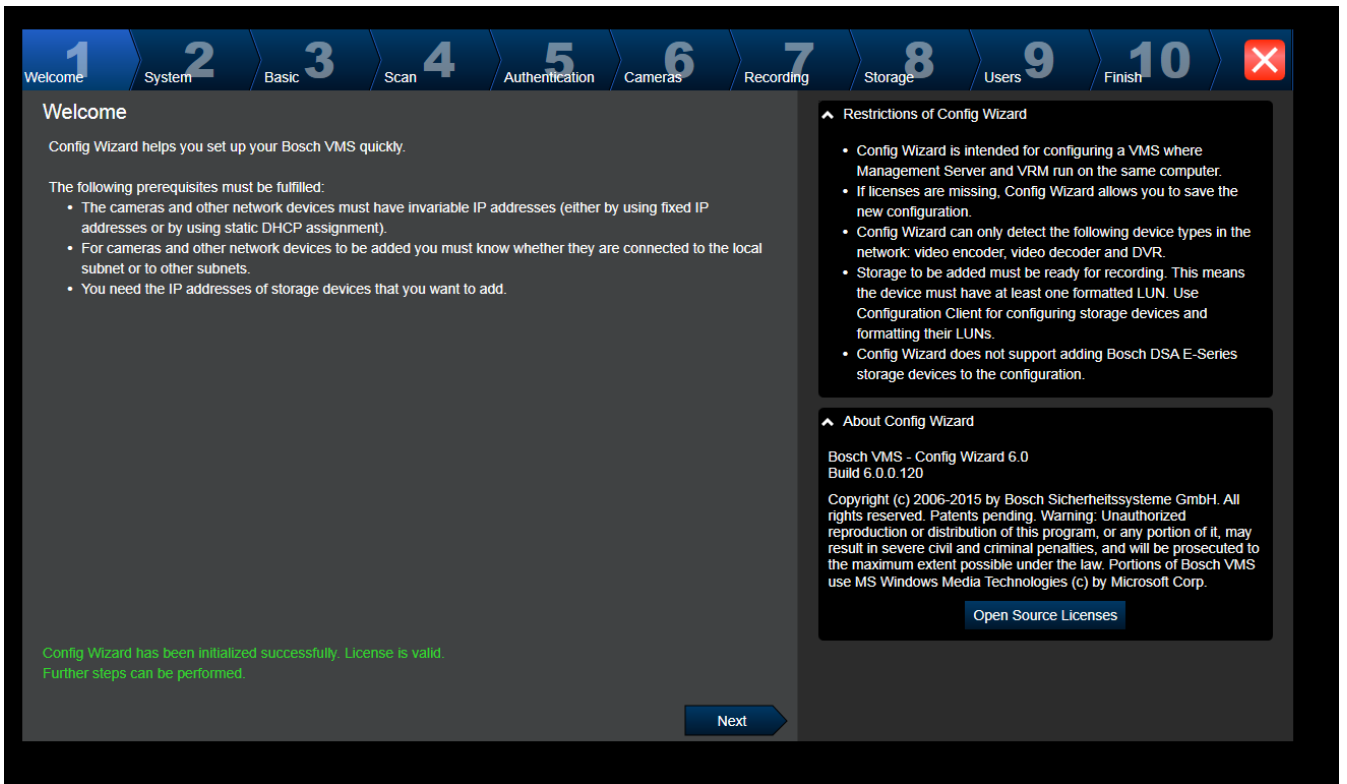 1 Welcome
2 System
3 Basic
4 Scan
5 Authentication
6 Cameras
7 Recording
8 Storage
9 Users
10 Finish
Welcome
Config Wizard helps you set up your Bosch VMS quickly.
The following prerequisites must be fulfilled:
• The cameras and other network devices must have invariable IP addresses (either by using fixed IP
addresses or by using static DHCP assignment).
• For cameras and other network devices to be added you must know whether they are connected to the local
subnet or to other subnets.
• You need the IP addresses of storage devices that you want to add.
Config Wizard has been initialized successfully. License is valid.
Further steps can be performed.
Next
Restrictions of Config Wizard
• Config Wizard is intended for configuring a VMS where
Management Server and VRM run on the same computer.
• If licenses are missing, Config Wizard allows you to save the
new configuration.
• Config Wizard can only detect the following device types in the
network: video encoder, video decoder and DVR.
• Storage to be added must be ready for recording. This means
the device must have at least one formatted LUN. Use
Configuration Client for configuring storage devices and
formatting their LUNs.
• Config Wizard does not support adding Bosch DSA E-Series
storage devices to the configuration.
About Config Wizard
Bosch VMS - Config Wizard 6.0
Build 6.0.0.120
Copyright (c) 2006-2015 by Bosch Sicherheitssysteme GmbH. All
rights reserved. Patents pending. Warning: Unauthorized
reproduction or distribution of this program, or any portion of it, may
result in severe civil and criminal penalties, and will be prosecuted to
the maximum extent possible under the law. Portions of Bosch VMS
use MS Windows Media Technologies (c) by Microsoft Corp.
Open Source Licenses